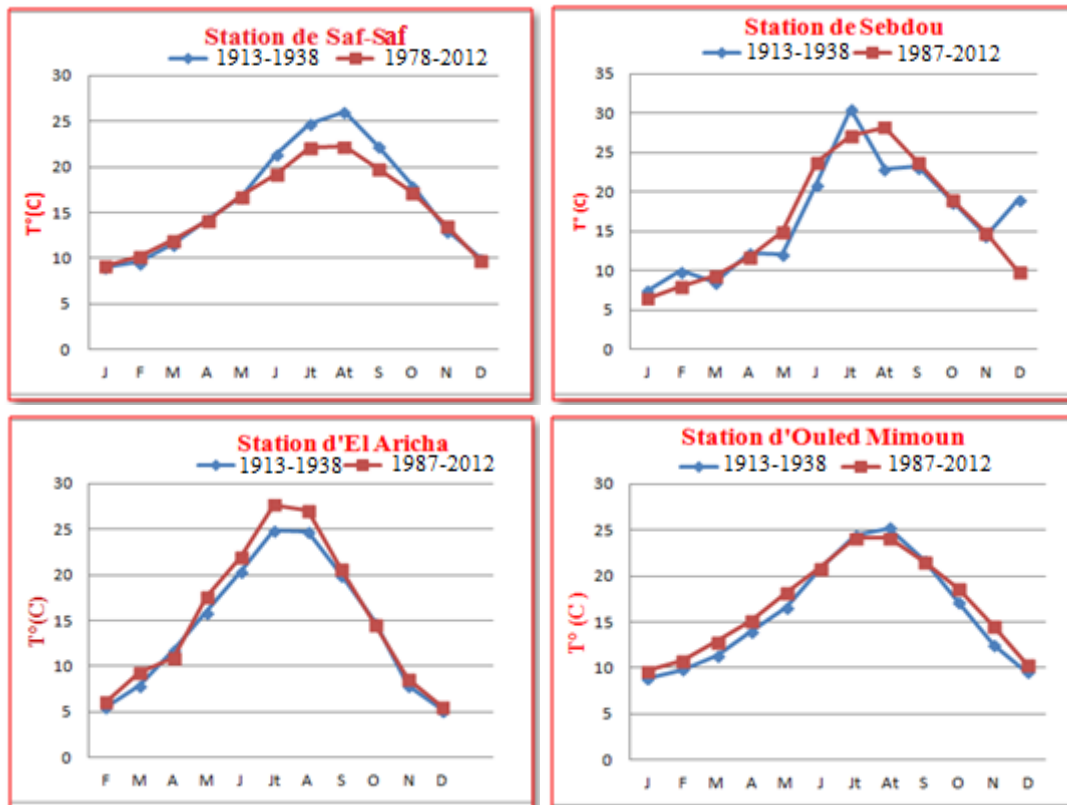 Station de Saf-Saf
1913-1938 1978-2012
30
25
20
15
10
5
0
T°(C)
J F M A M J Jt At S O N D
Station de Sebdou
1913-1938 1987-2012
35
30
25
20
15
10
5
0
T° (C)
J F M A M J Jt At S O N D
Station d'El Aricha
1913-1938 1987-2012
30
25
20
15
10
5
0
T°(C)
F M A M J Jt A S O N D
Station d'Ouled Mimoun
1913-1938 1987-2012
30
25
20
15
10
5
0
T° (C )
J F M A M J Jt At S O N D